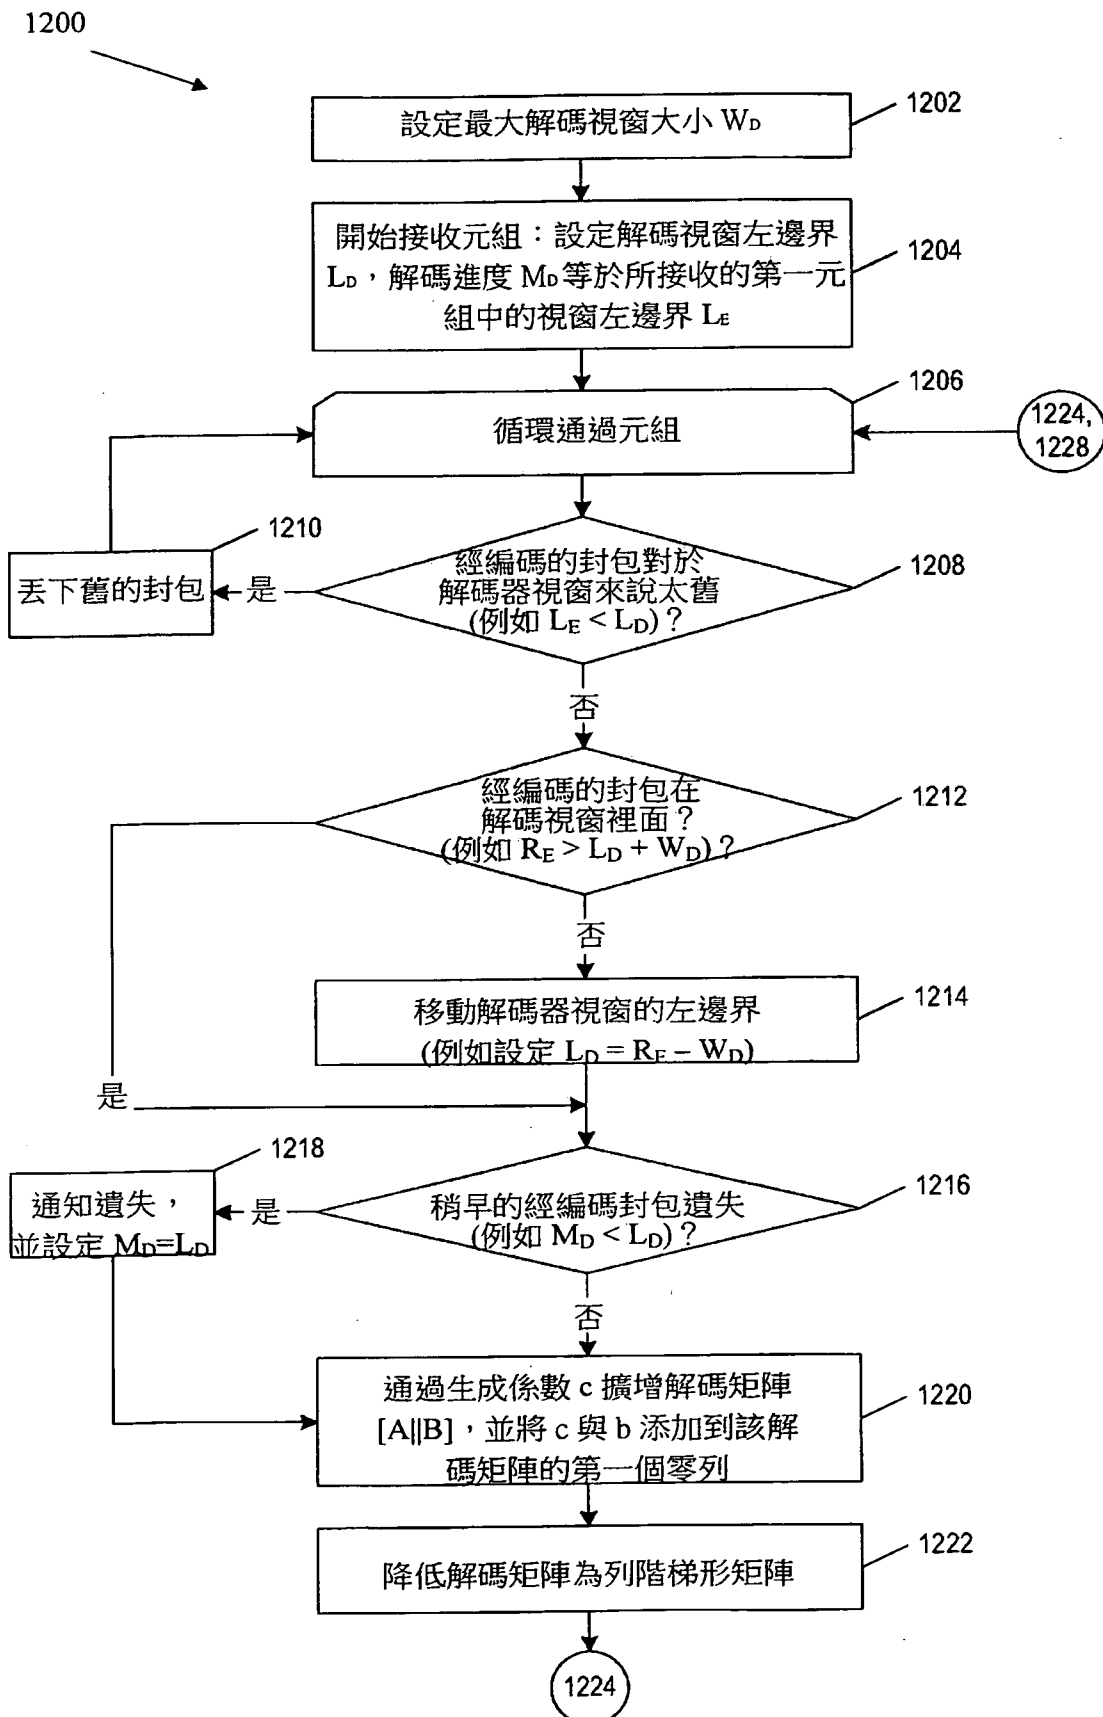 1200
設定最大解碼視窗大小 WD
1202
開始接收元組：設定解碼視窗左邊界
LD，解碼進度 MD 等於所接收的第一元
組中的視窗左邊界 LE
1204
循環通過元組
1206
1224,
1228
經編碼的封包對於
解碼器視窗來說太舊
(例如 LE < LD)？
1208
是
丟下舊的封包
1210
否
經編碼的封包在
解碼視窗裡面？
(例如 RE > LD + WD)？
1212
否
移動解碼器視窗的左邊界
(例如設定 LD = RE – WD)
1214
是
稍早的經編碼封包遺失
(例如 MD < LD)？
1216
是
通知遺失，
並設定 MD=LD
1218
否
通過生成係數 c 擴增解碼矩陣
[A||B]，並將 c 與 b 添加到該解
碼矩陣的第一個零列
1220
降低解碼矩陣為列階梯形矩陣
1222
1224